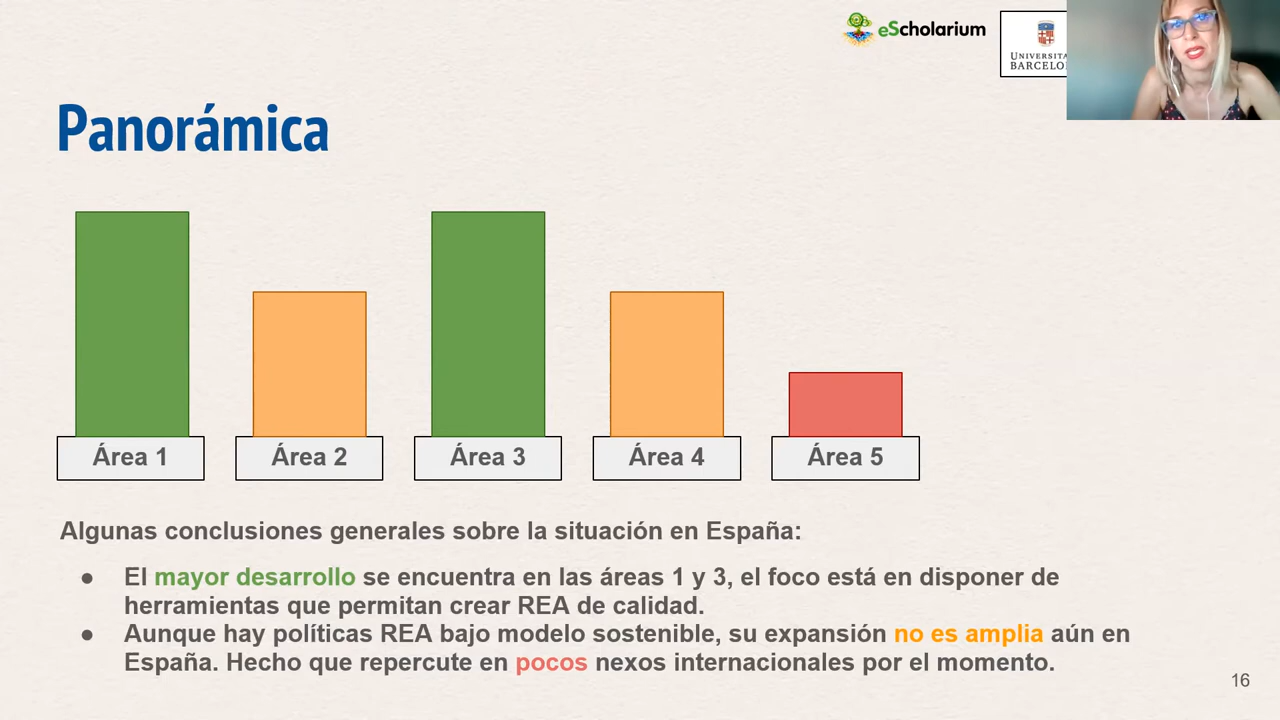 eScholarium
UNIVERSITA
BARCELO
Panorámica
Área 1
Área 2
Área 3
Área 4
Área 5
Algunas conclusiones generales sobre la situación en España:
● El mayor desarrollo se encuentra en las áreas 1 y 3, el foco está en disponer de
herramientas que permitan crear REA de calidad.
● Aunque hay políticas REA bajo modelo sostenible, su expansión no es amplia aún en
España. Hecho que repercute en pocos nexos internacionales por el momento.
16